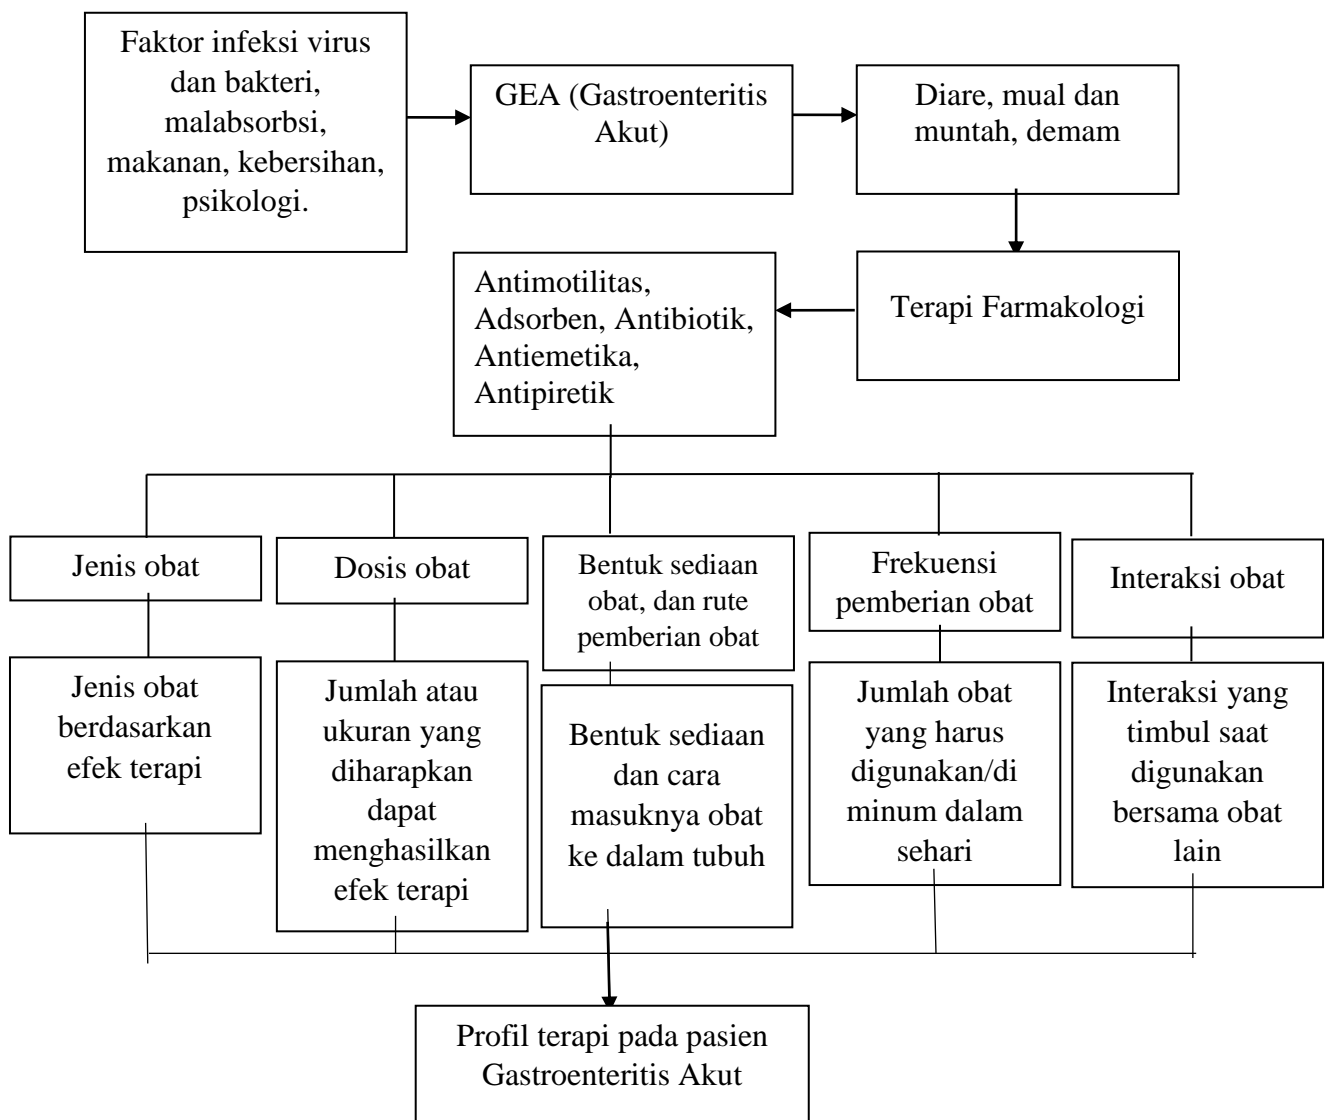 Faktor infeksi virus
dan bakteri,
malabsorbsi,
makanan, kebersihan,
psikologi.
GEA (Gastroenteritis
Akut)
Diare, mual dan
muntah, demam
Terapi Farmakologi
Antimotilitas,
Adsorben, Antibiotik,
Antiemetika,
Antipiretik
Jenis obat
Dosis obat
Bentuk sediaan
obat, dan rute
pemberian obat
Frekuensi
pemberian obat
Interaksi obat
Jenis obat
berdasarkan
efek terapi
Jumlah atau
ukuran yang
diharapkan
dapat
menghasilkan
efek terapi
Bentuk sediaan
dan cara
masuknya obat
ke dalam tubuh
Jumlah obat
yang harus
digunakan/di
minum dalam
sehari
Interaksi yang
timbul saat
digunakan
bersama obat
lain
Profil terapi pada pasien
Gastroenteritis Akut